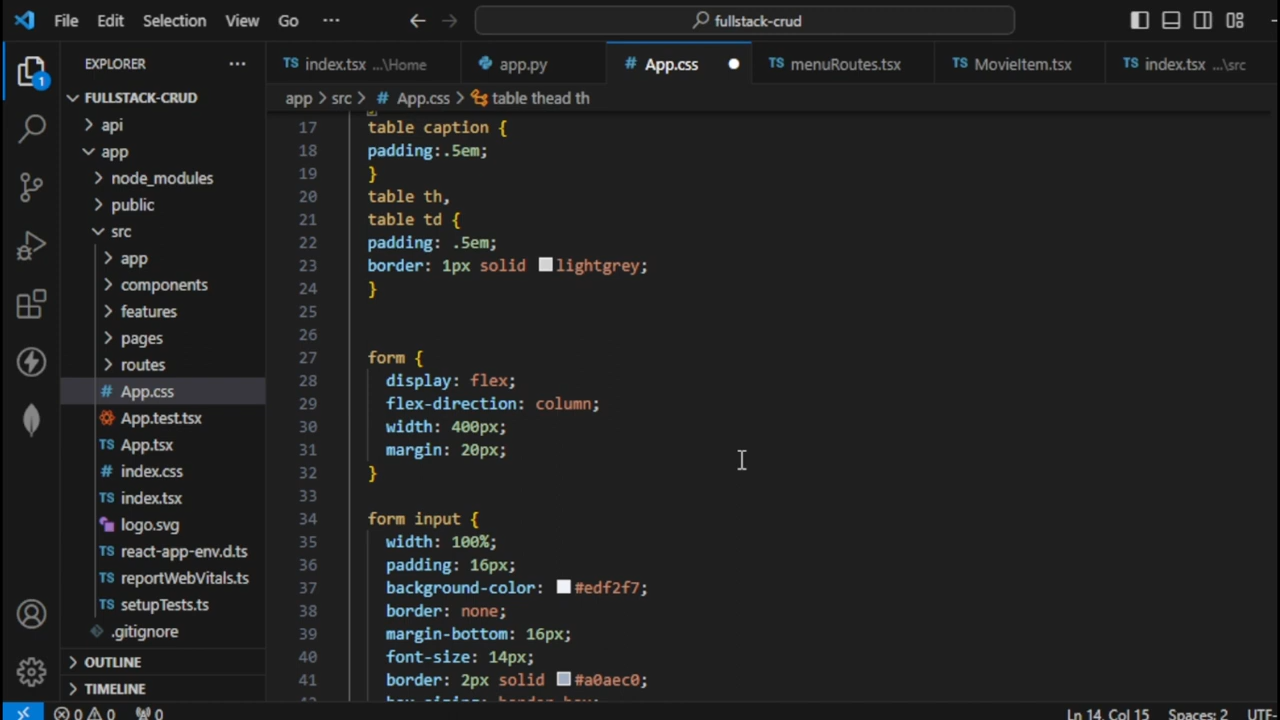 File Edit Selection View Go ··· ← → fullstack-crud
EXPLORER ···
TS index.tsx ...\Home app.py # App.css ● TS menuRoutes.tsx TS MovieItem.tsx TS index.tsx ...\src
app > src > # App.css > table thead th
FULLSTACK-CRUD
api
app
node_modules
public
src
app
components
features
pages
routes
# App.css
App.test.tsx
TS App.tsx
# index.css
TS index.tsx
logo.svg
TS react-app-env.d.ts
TS reportWebVitals.ts
TS setupTests.ts
.gitignore
OUTLINE
TIMELINE
1
17 table caption {
18 padding:.5em;
19 }
20 table th,
21 table td {
22 padding: .5em;
23 border: 1px solid lightgrey;
24 }
25
26
27 form {
28 display: flex;
29 flex-direction: column;
30 width: 400px;
31 margin: 20px;
32 }
33
34 form input {
35 width: 100%;
36 padding: 16px;
37 background-color: #edf2f7;
38 border: none;
39 margin-bottom: 16px;
40 font-size: 14px;
41 border: 2px solid #a0aec0;
0 0 0 Ln 14, Col 15 Spaces: 2 UTF-